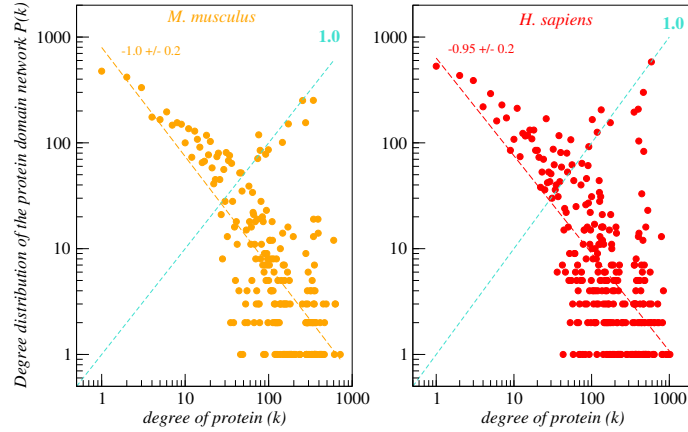 Degree distribution of the protein domain network P(k)
M. musculus
1.0
-1.0 +/- 0.2
1000
100
10
1
1 10 100 1000
degree of protein (k)
H. sapiens
1.0
-0.95 +/- 0.2
1000
100
10
1
1 10 100 1000
degree of protein (k)